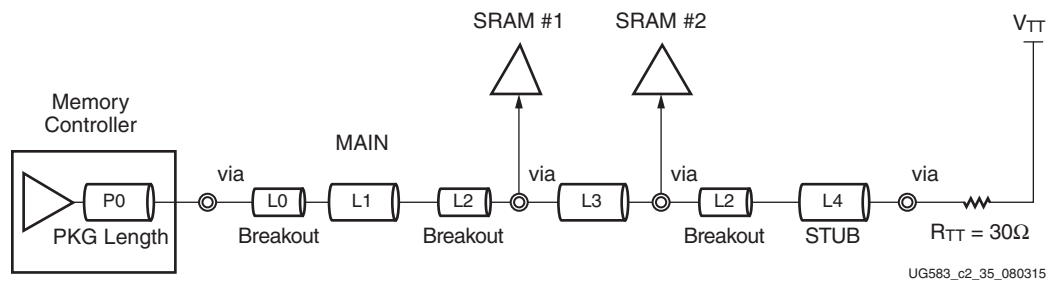 SRAM #1
SRAM #2
VTT
Memory
Controller
MAIN
via
via
via
via
P0
L0
L1
L2
L3
L2
L4
PKG Length
Breakout
Breakout
Breakout
STUB
RTT = 30Ω
UG583_c2_35_080315